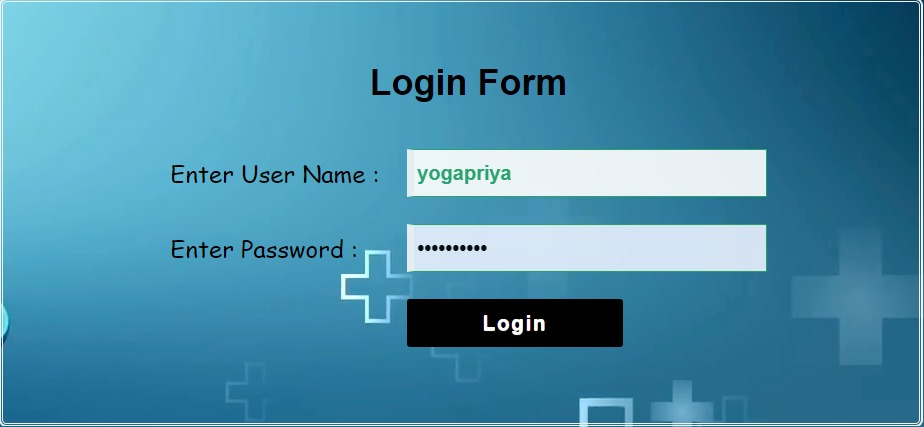 Login Form
Enter User Name : yogapriya
Enter Password : ••••••••••
Login